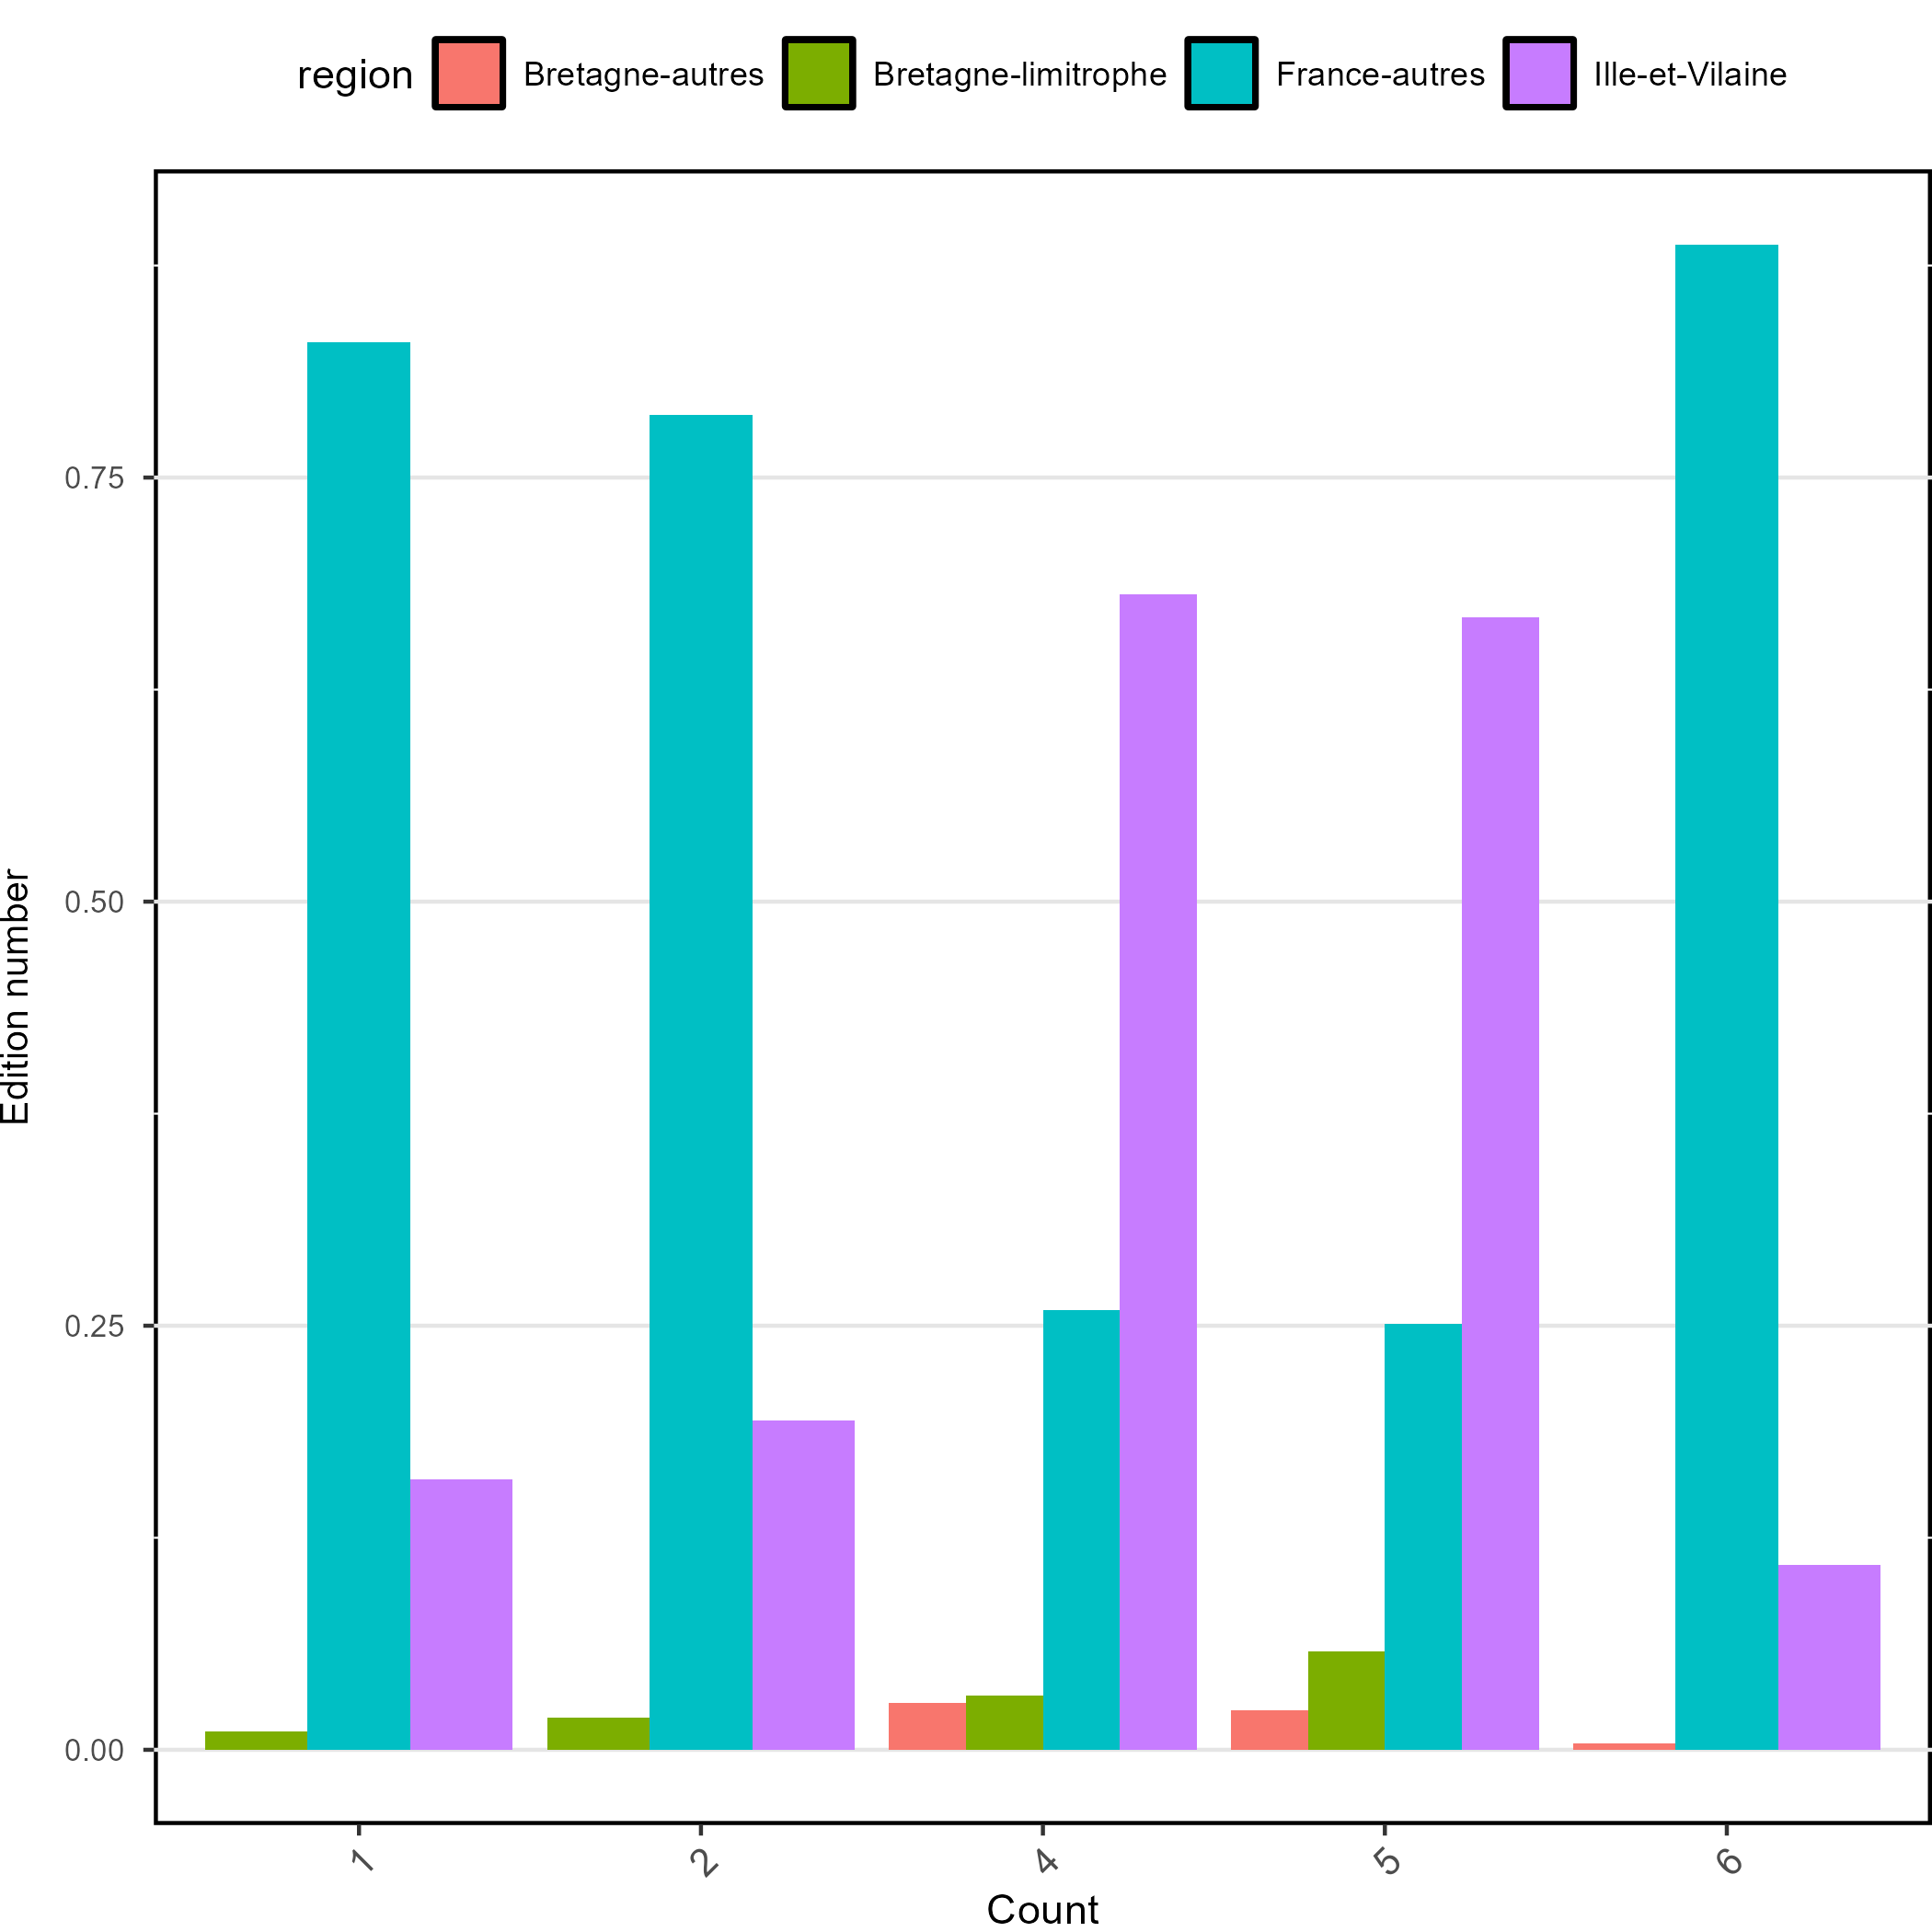 region Bretagne-autres Bretagne-limitrophe France-autres Ille-et-Vilaine
0.75
0.50
0.25
0.00
Edition number
1 2 4 5 6
Count